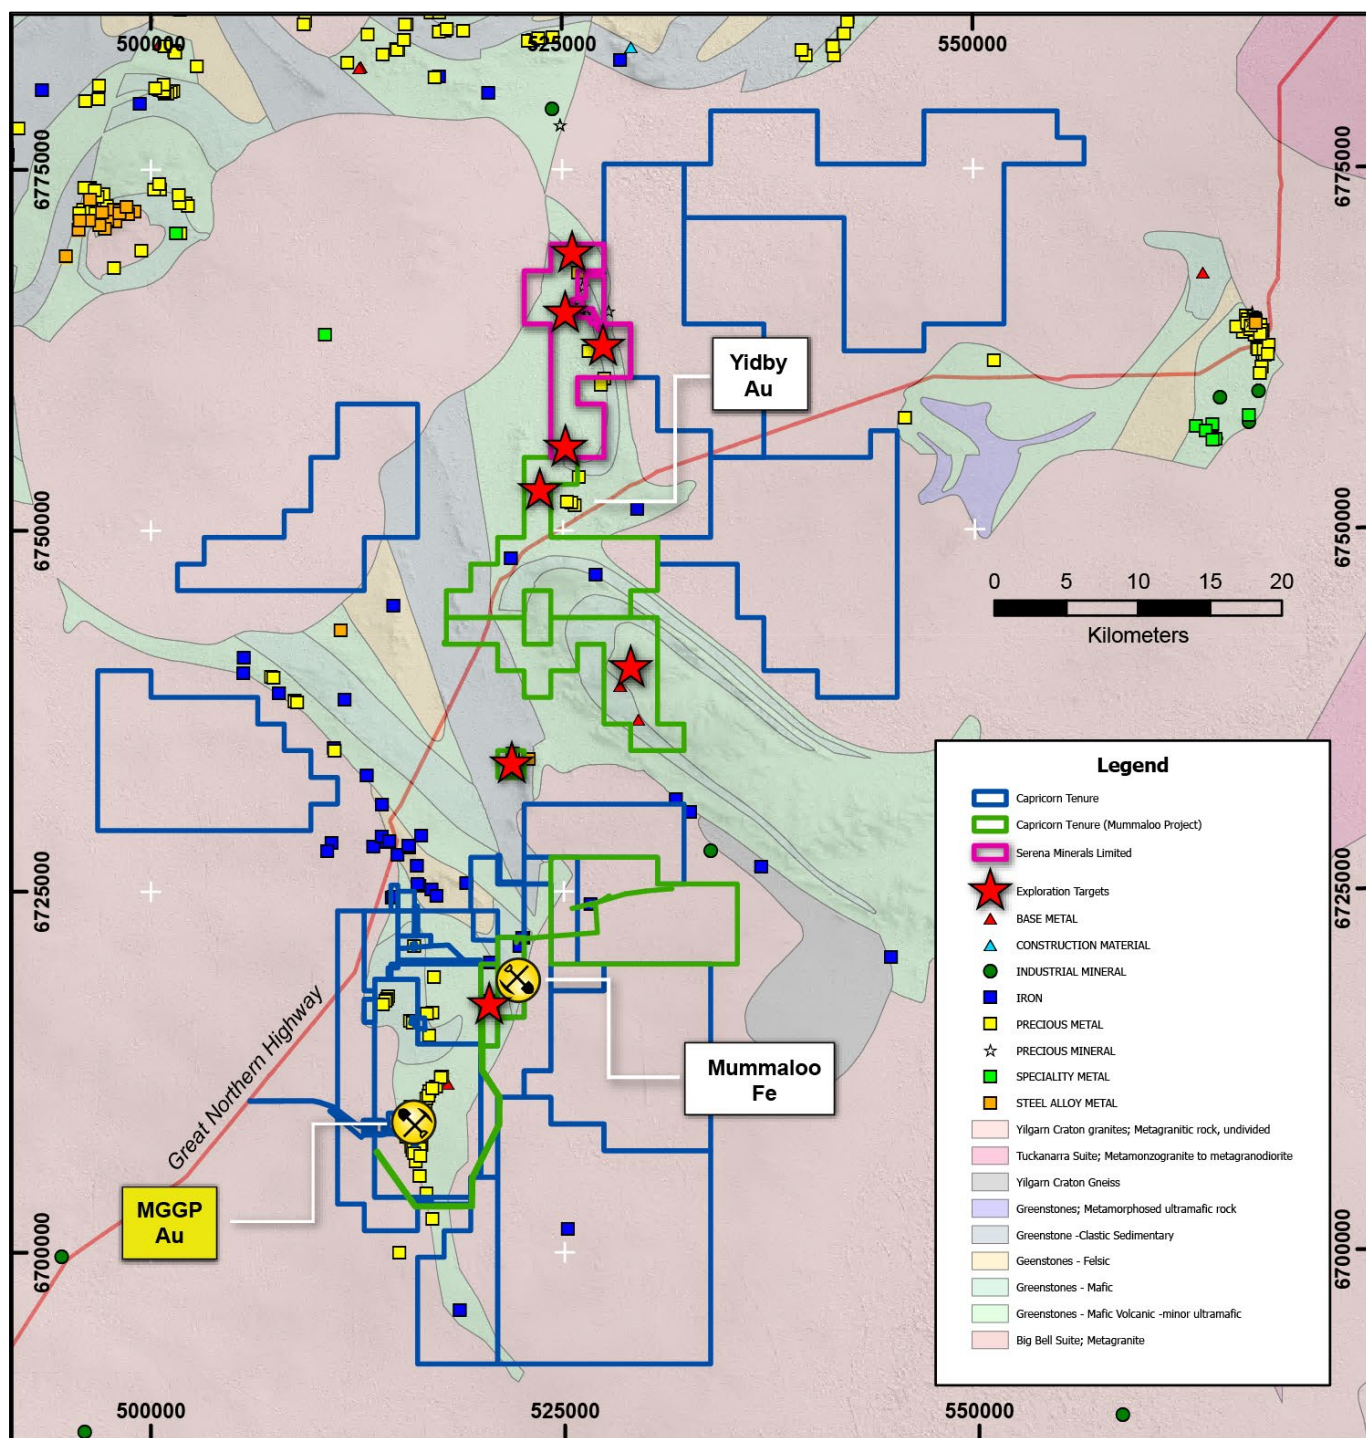 500000
525000
550000
6775000
6775000
Yidby
Au
6750000
6750000
0 5 10 15 20
Kilometers
Legend
Capricorn Tenure
Capricorn Tenure (Mummaloo Project)
Serena Minerals Limited
Exploration Targets
BASE METAL
CONSTRUCTION MATERIAL
INDUSTRIAL MINERAL
IRON
PRECIOUS METAL
PRECIOUS MINERAL
SPECIALITY METAL
STEEL ALLOY METAL
Yilgarn Craton granites; Metagranitic rock, undivided
Tuckanarra Suite; Metamonzogranite to metagranodiorite
Yilgarn Craton Gneiss
Greenstones; Metamorphosed ultramafic rock
Greenstone -Clastic Sedimentary
Geenstones - Felsic
Greenstones - Mafic
Greenstones - Mafic Volcanic -minor ultramafic
Big Bell Suite; Metagranite
6725000
6725000
Great Northern Highway
Mummaloo
Fe
MGGP
Au
6700000
6700000
500000
525000
550000